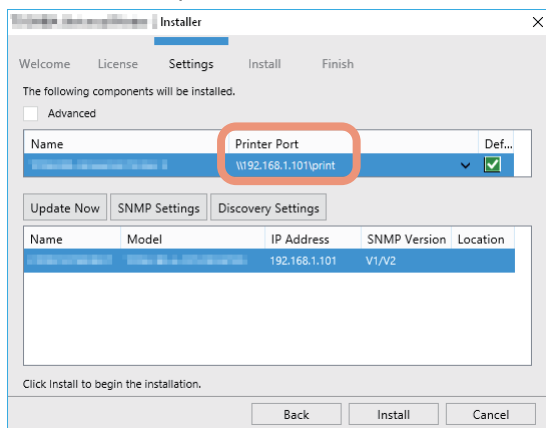 Installer
Welcome License Settings Install Finish
The following components will be installed.
Advanced
Name Printer Port Def...
\\192.168.1.101\print
Update Now SNMP Settings Discovery Settings
Name Model IP Address SNMP Version Location
192.168.1.101 V1/V2
Click Install to begin the installation.
Back Install Cancel